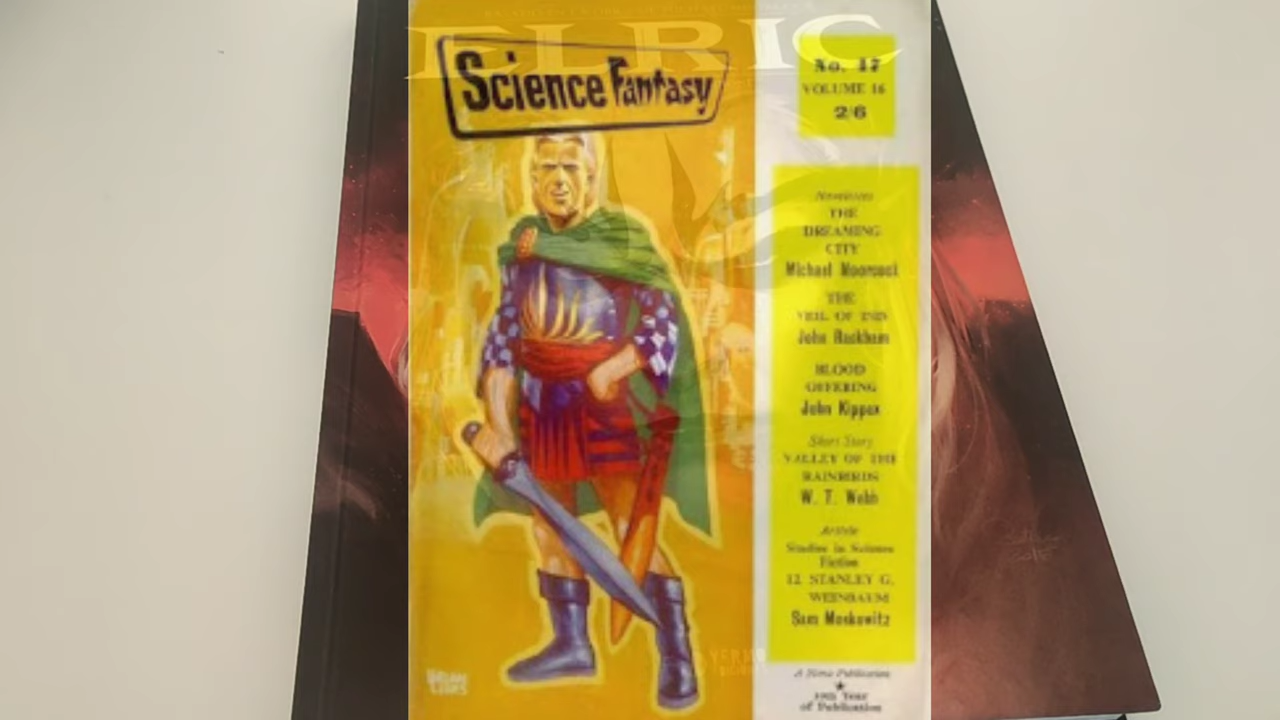 ELRIC
Science Fantasy
No. 47
VOLUME 16
2/6
Novelettes
THE
DREAMING
CITY
Michael Moorcock
THE
VEIL OF ISIS
John Rackham
BLOOD
OFFERING
John Kippax
Short Story
VALLEY OF THE
RAINBIRDS
W. T. Webb
Article
Studies in Science
Fiction
12 STANLEY G.
WEINBAUM
Sam Moskowitz
A Nova Publication
of Publication
BRIAN
LEWIS